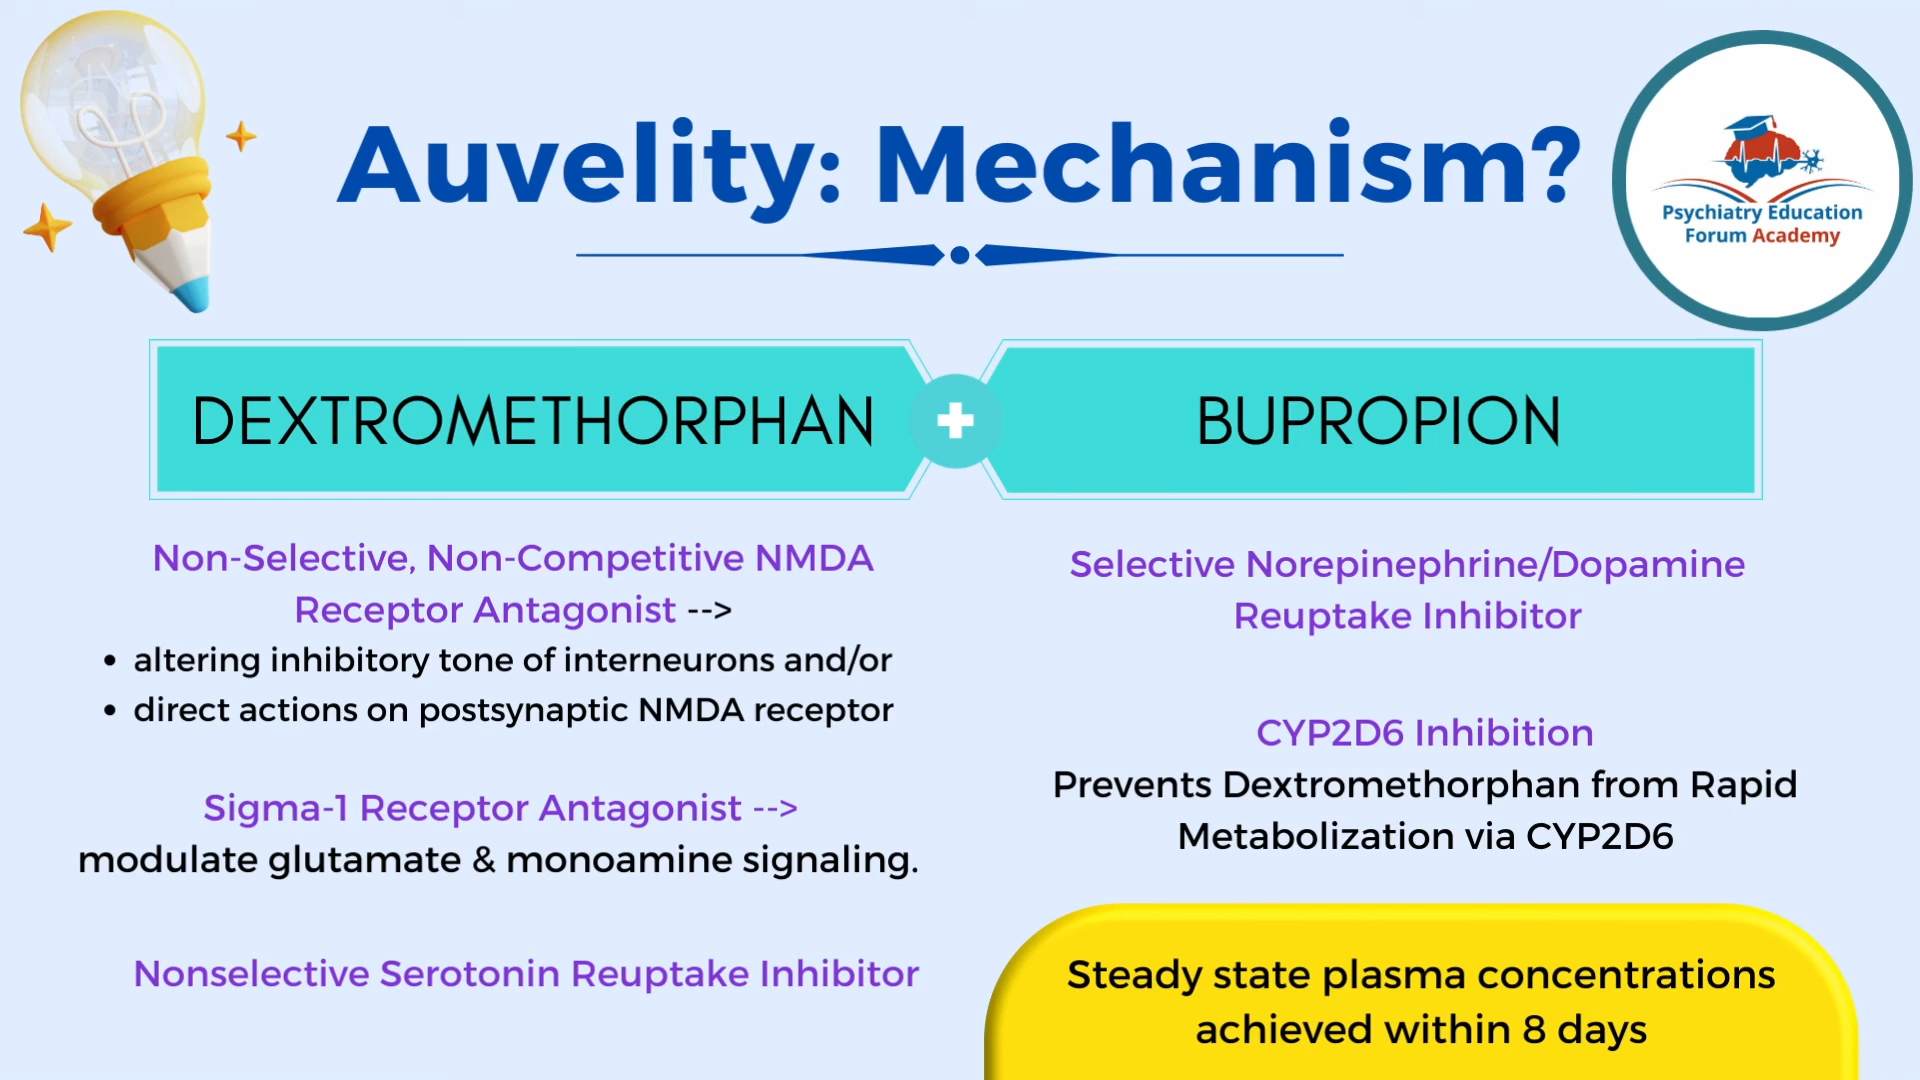 Auvelity: Mechanism?
Psychiatry Education
Forum Academy
DEXTROMETHORPHAN
BUPROPION
Non-Selective, Non-Competitive NMDA
Receptor Antagonist -->
• altering inhibitory tone of interneurons and/or
• direct actions on postsynaptic NMDA receptor
Sigma-1 Receptor Antagonist -->
modulate glutamate & monoamine signaling.
Nonselective Serotonin Reuptake Inhibitor
Selective Norepinephrine/Dopamine
Reuptake Inhibitor
CYP2D6 Inhibition
Prevents Dextromethorphan from Rapid
Metabolization via CYP2D6
Steady state plasma concentrations
achieved within 8 days